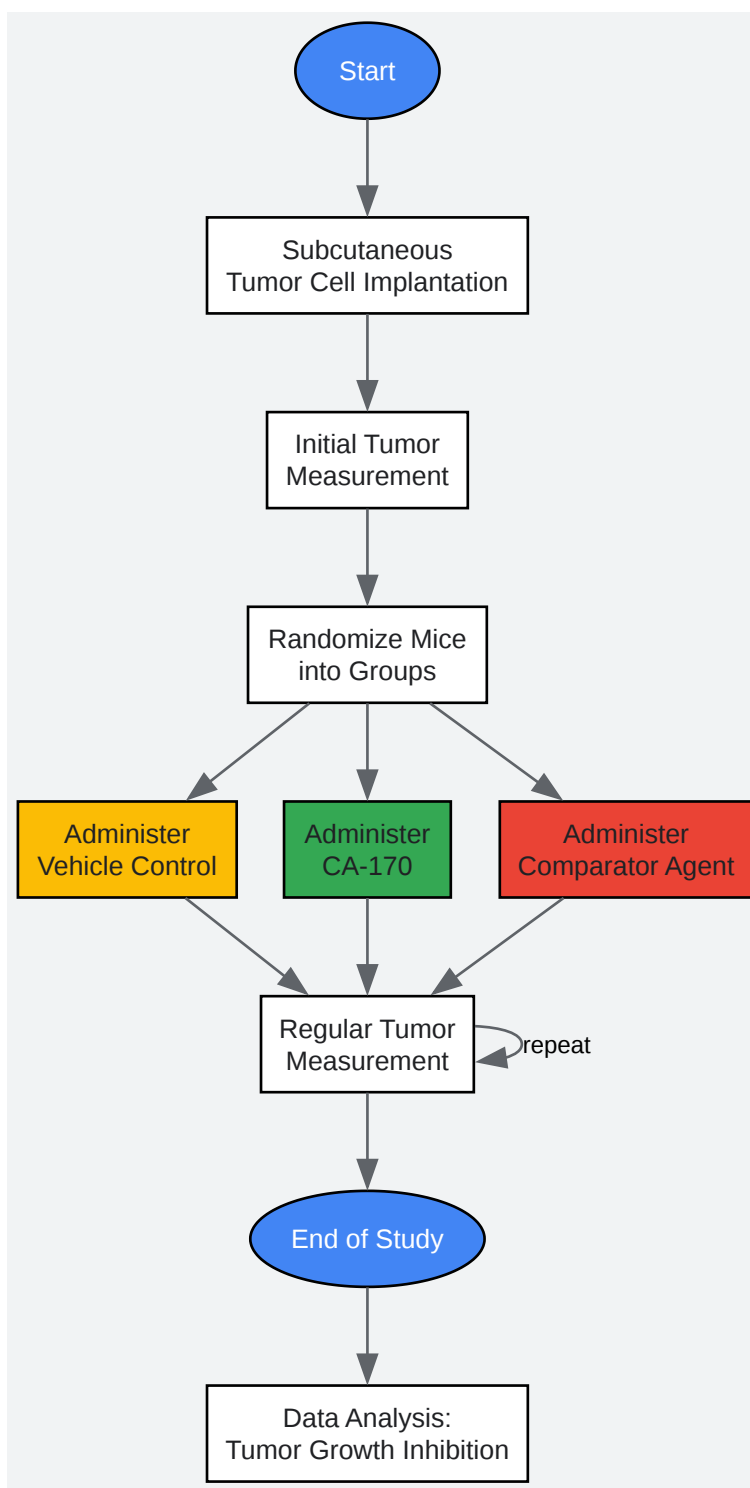 Start
Subcutaneous
Tumor Cell Implantation
Initial Tumor
Measurement
Randomize Mice
into Groups
Administer
Vehicle Control
Administer
CA-170
Administer
Comparator Agent
Regular Tumor
Measurement
repeat
End of Study
Data Analysis:
Tumor Growth Inhibition